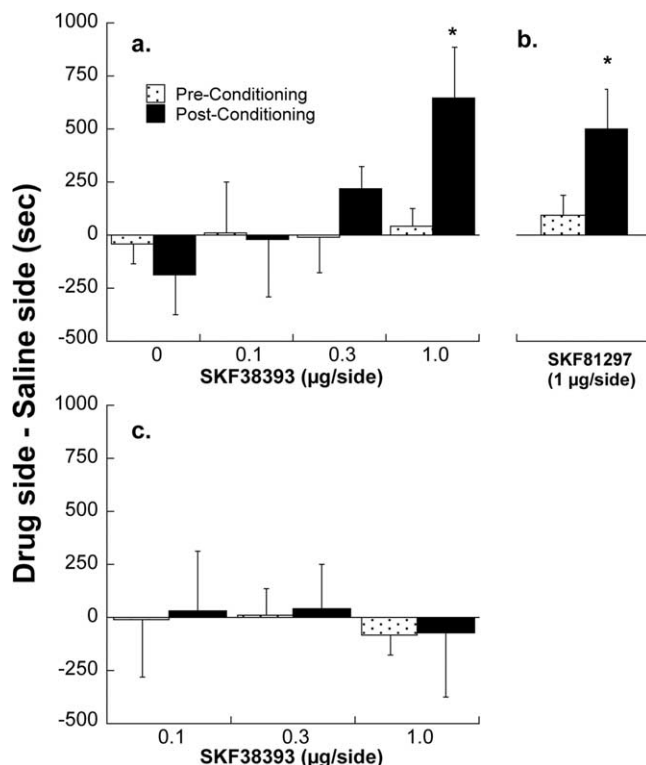 Drug side - Saline side (sec)
a.
1000
750
500
250
0
-250
-500
Pre-Conditioning
Post-Conditioning
*
0
0.1
0.3
1.0
SKF38393 (μg/side)
b.
*
SKF81297
(1 μg/side)
c.
1000
750
500
250
0
-250
-500
0.1
0.3
1.0
SKF38393 (μg/side)